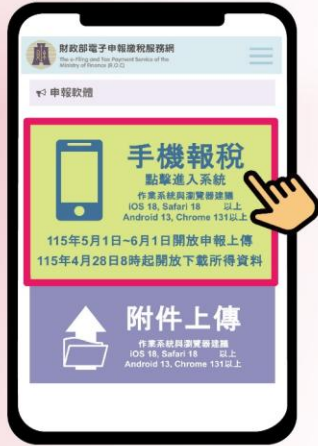 財政部電子申報繳稅服務網
The e-Filing and Tax Payment Service of the
Ministry of Finance (R.O.C)
申報軟體
手機報稅
點擊進入系統
作業系統與瀏覽器建議
iOS 18, Safari 18 以上
Android 13, Chrome 131以上
115年5月1日~6月1日開放申報上傳
115年4月28日8時起開放下載所得資料
附件上傳
作業系統與瀏覽器建議
iOS 18, Safari 18 以上
Android 13, Chrome 131以上